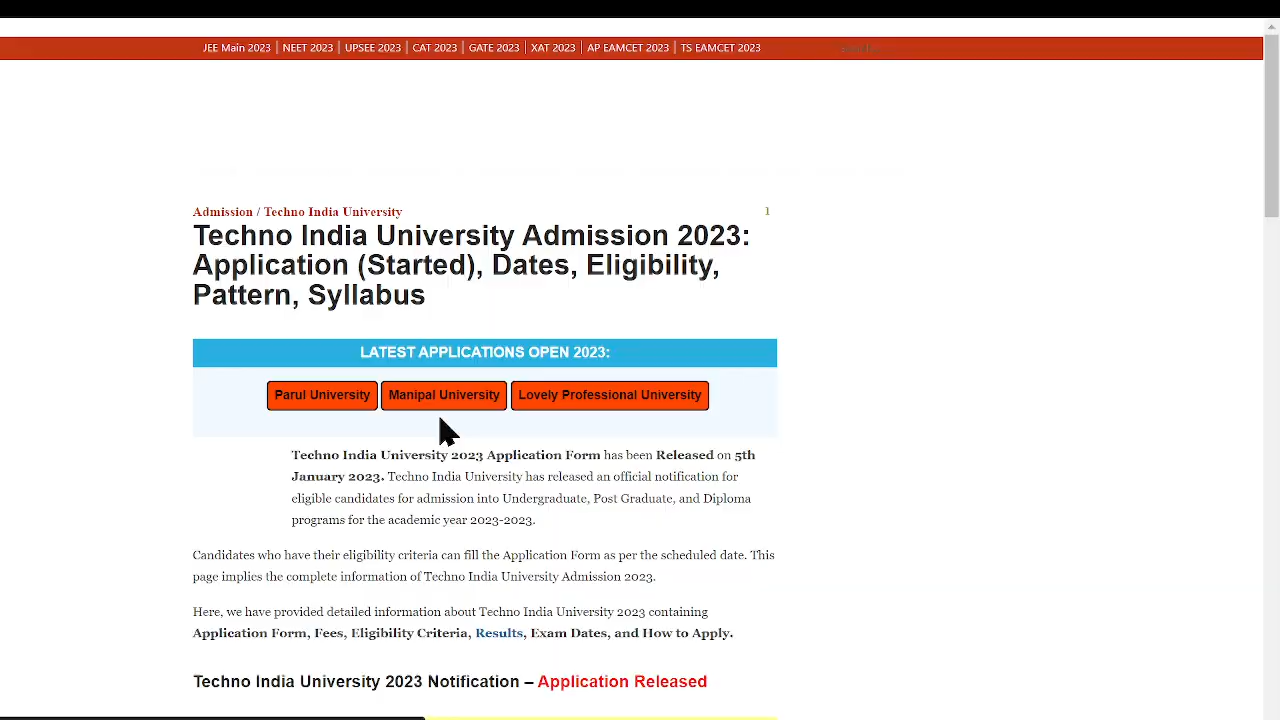 JEE Main 2023 NEET 2023 UPSEE 2023 CAT 2023 GATE 2023 XAT 2023 AP EAMCET 2023 TS EAMCET 2023
Admission / Techno India University 1
Techno India University Admission 2023:
Application (Started), Dates, Eligibility,
Pattern, Syllabus
LATEST APPLICATIONS OPEN 2023:
Parul University Manipal University Lovely Professional University
Techno India University 2023 Application Form has been Released on 5th
January 2023. Techno India University has released an official notification for
eligible candidates for admission into Undergraduate, Post Graduate, and Diploma
programs for the academic year 2023-2023.
Candidates who have their eligibility criteria can fill the Application Form as per the scheduled date. This
page implies the complete information of Techno India University Admission 2023.
Here, we have provided detailed information about Techno India University 2023 containing
Application Form, Fees, Eligibility Criteria, Results, Exam Dates, and How to Apply.
Techno India University 2023 Notification – Application Released